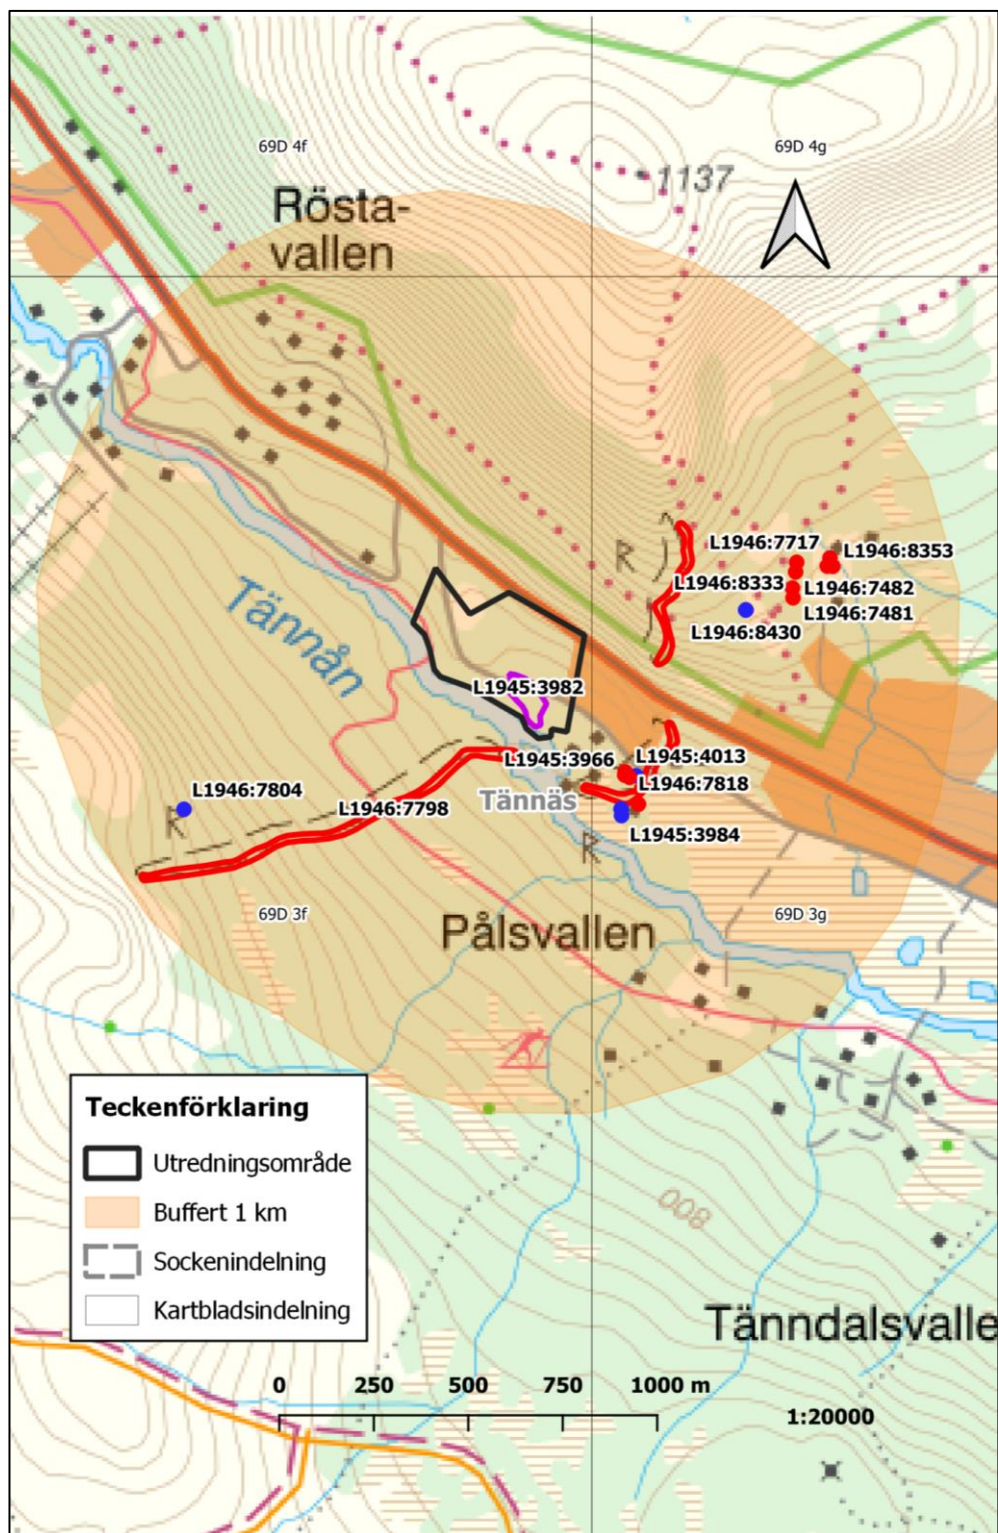 69D 4f
69D 4g
1137
Rösta-
vallen
L1946:7717
L1946:8353
L1946:8333
L1946:7482
L1946:7481
L1946:8430
R
Tännån
L1945:3982
L1945:3966
L1945:4013
L1946:7818
L1946:7804
L1946:7798
Tännäs
L1945:3984
R
R
69D 3f
69D 3g
Pålsvallen
Teckenförklaring
Utredningsområde
Buffert 1 km
Sockenindelning
Kartbladsindelning
800
Tänndalsvalle
0 250 500 750 1000 m
1:20000